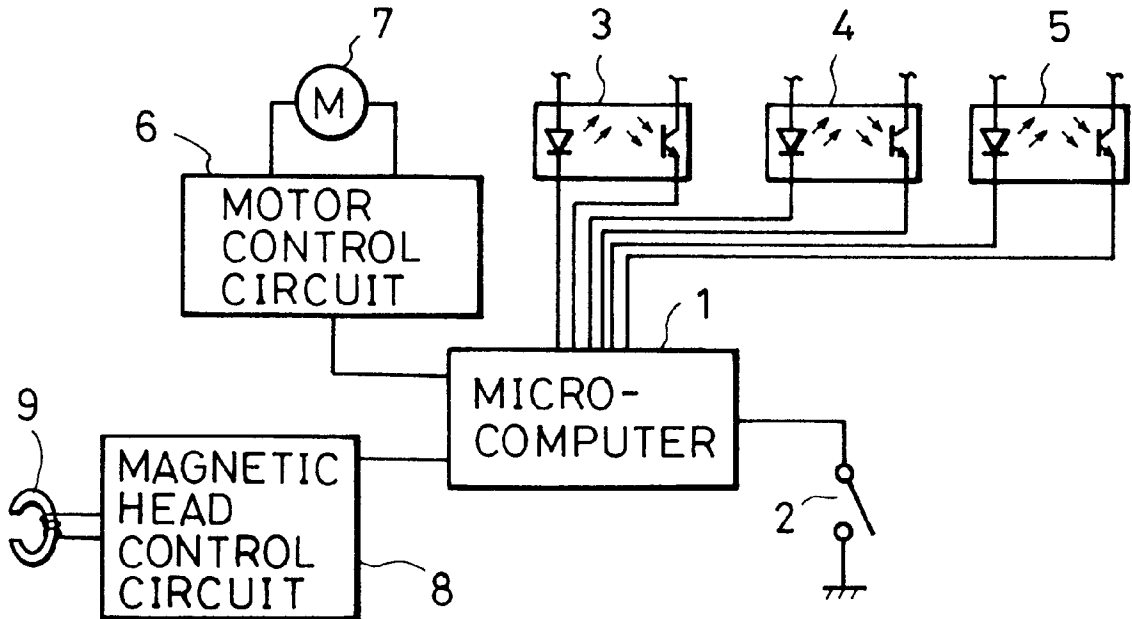 7
3
4
5
M
6
MOTOR
CONTROL
CIRCUIT
1
MICRO-
COMPUTER
9
MAGNETIC
HEAD
CONTROL
CIRCUIT
2
8